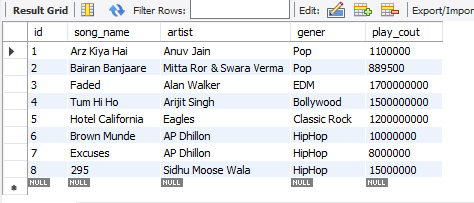 Result Grid Filter Rows: Edit: Export/Impor
id song_name artist gener play_cout
1 Arz Kiya Hai Anuv Jain Pop 1100000
2 Bairan Banjaare Mitta Ror & Swara Verma Pop 889500
3 Faded Alan Walker EDM 1700000000
4 Tum Hi Ho Arijit Singh Bollywood 1500000000
5 Hotel California Eagles Classic Rock 1200000000
6 Brown Munde AP Dhillon HipHop 10000000
7 Excuses AP Dhillon HipHop 8000000
8 295 Sidhu Moose Wala HipHop 15000000
NULL NULL NULL NULL NULL